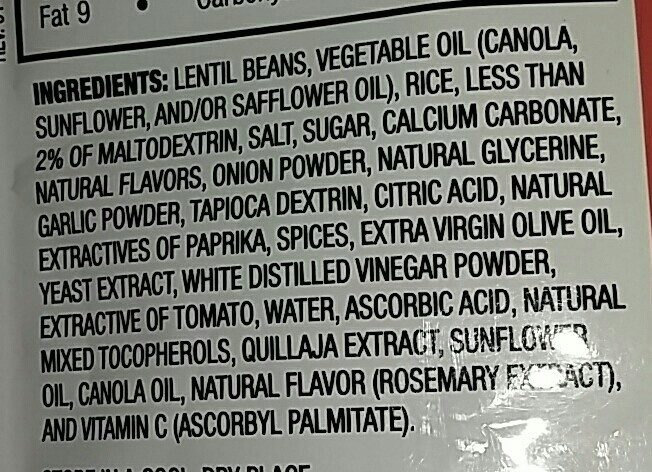 Fat 9 •
INGREDIENTS: LENTIL BEANS, VEGETABLE OIL (CANOLA,
SUNFLOWER, AND/OR SAFFLOWER OIL), RICE, LESS THAN
2% OF MALTODEXTRIN, SALT, SUGAR, CALCIUM CARBONATE,
NATURAL FLAVORS, ONION POWDER, NATURAL GLYCERINE,
GARLIC POWDER, TAPIOCA DEXTRIN, CITRIC ACID, NATURAL
EXTRACTIVES OF PAPRIKA, SPICES, EXTRA VIRGIN OLIVE OIL,
YEAST EXTRACT, WHITE DISTILLED VINEGAR POWDER,
EXTRACTIVE OF TOMATO, WATER, ASCORBIC ACID, NATURAL
MIXED TOCOPHEROLS, QUILLAJA EXTRACT, SUNFLOWER
OIL, CANOLA OIL, NATURAL FLAVOR (ROSEMARY EXTRACT),
AND VITAMIN C (ASCORBYL PALMITATE).